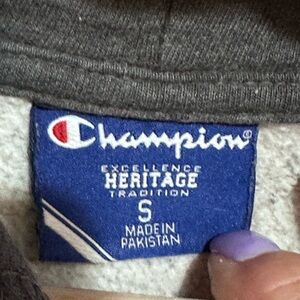 Champion®
EXCELLENCE
HERITAGE
TRADITION
S
MADE IN
PAKISTAN